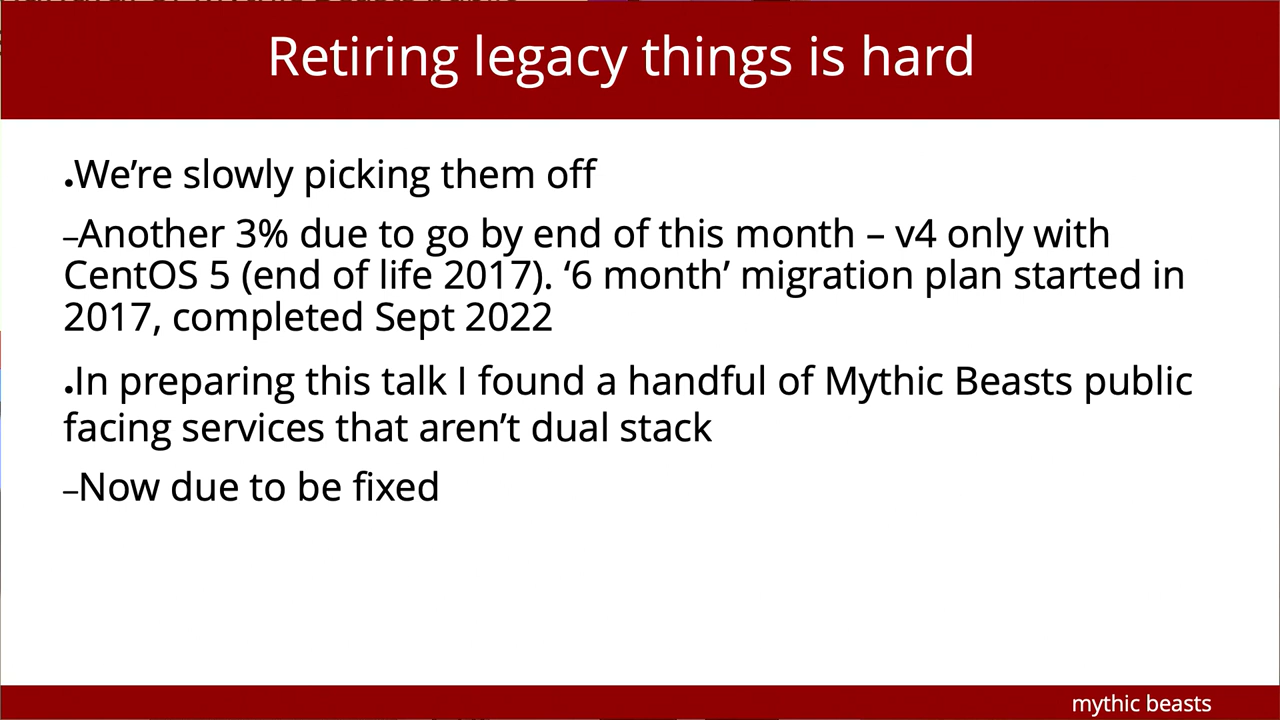 Retiring legacy things is hard
•We’re slowly picking them off
–Another 3% due to go by end of this month – v4 only with
CentOS 5 (end of life 2017). ‘6 month’ migration plan started in
2017, completed Sept 2022
•In preparing this talk I found a handful of Mythic Beasts public
facing services that aren’t dual stack
–Now due to be fixed
mythic beasts